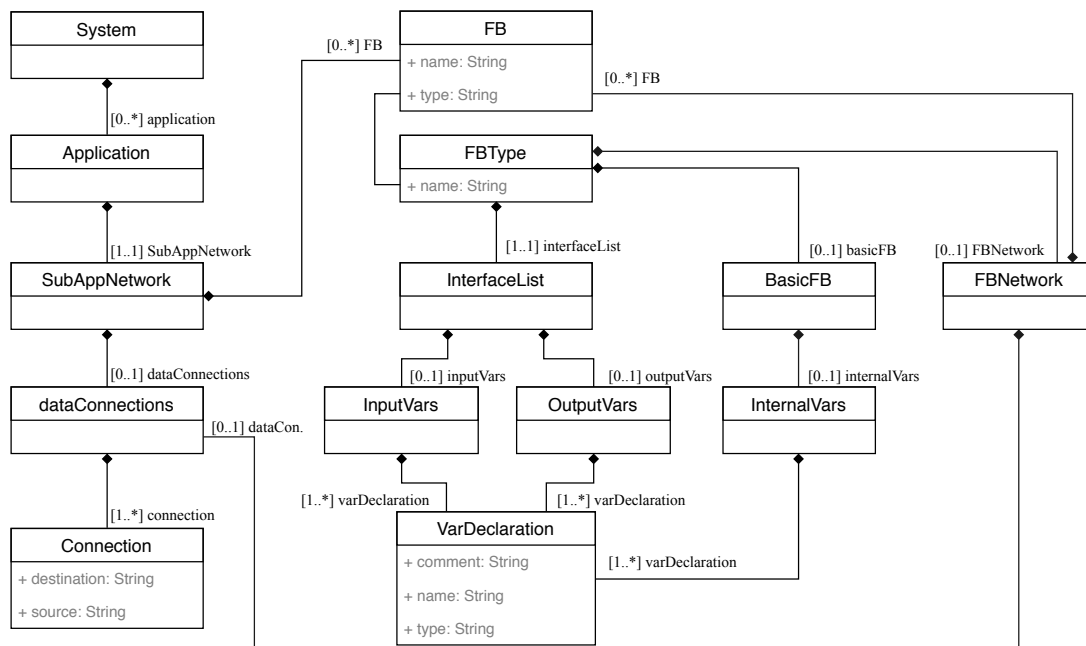 System
FB
[0..*] FB
+ name: String
[0..*] FB
+ type: String
[0..*] application
Application
FBType
+ name: String
[1..1] SubAppNetwork
[1..1] interfaceList
[0..1] basicFB
[0..1] FBNetwork
SubAppNetwork
InterfaceList
BasicFB
FBNetwork
[0..1] dataConnections
[0..1] inputVars
[0..1] outputVars
[0..1] internalVars
dataConnections
InputVars
OutputVars
InternalVars
[0..1] dataCon.
[1..*] varDeclaration
[1..*] varDeclaration
[1..*] connection
Connection
VarDeclaration
+ destination: String
+ comment: String
[1..*] varDeclaration
+ source: String
+ name: String
+ type: String